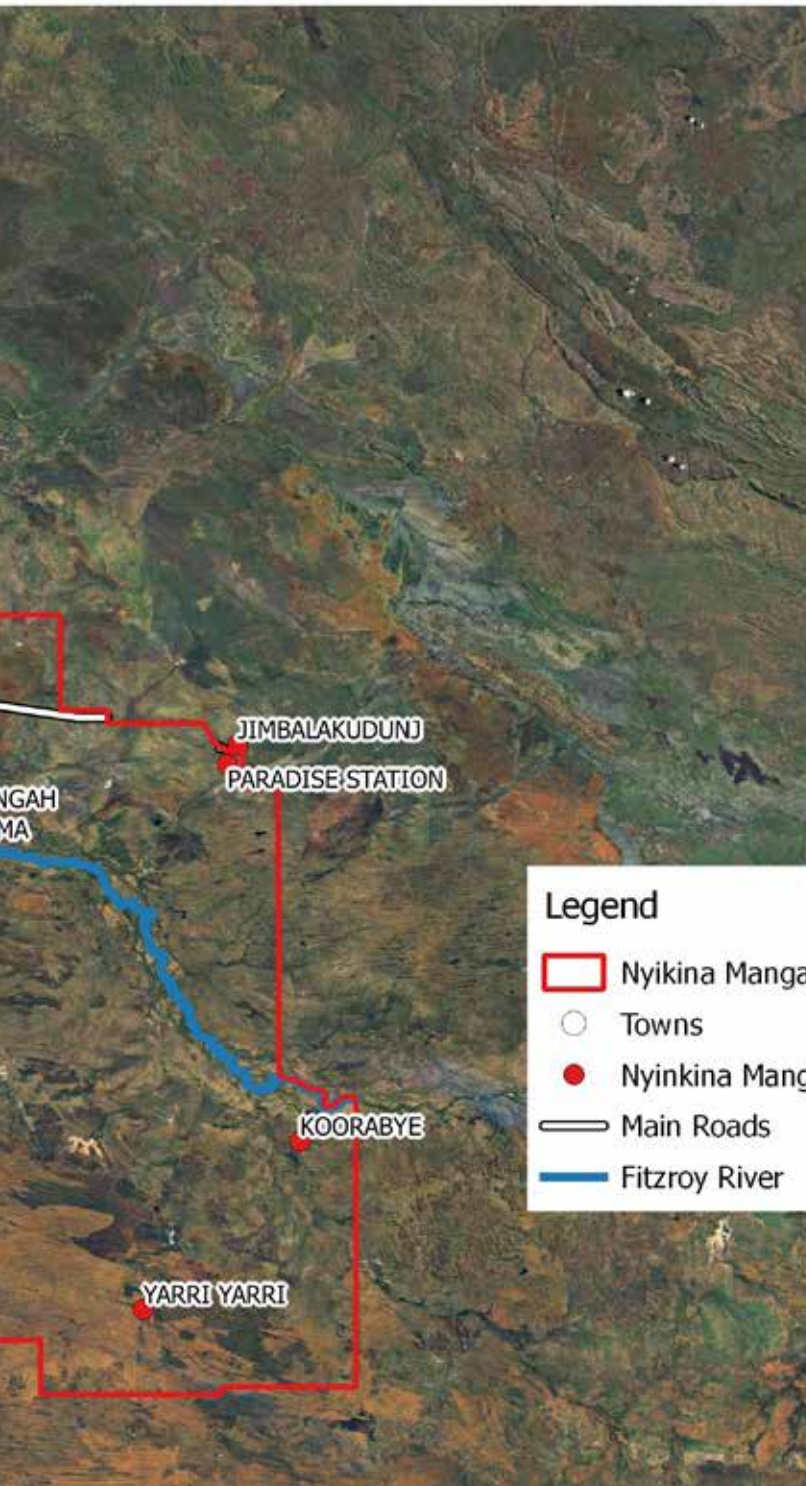 JIMBALAKUDUNJ
PARADISE STATION
NGAH
MA
Legend
Nyikina Manga
Towns
Nyinkina Mang
KOORABYE
Main Roads
Fitzroy River
YARRI YARRI